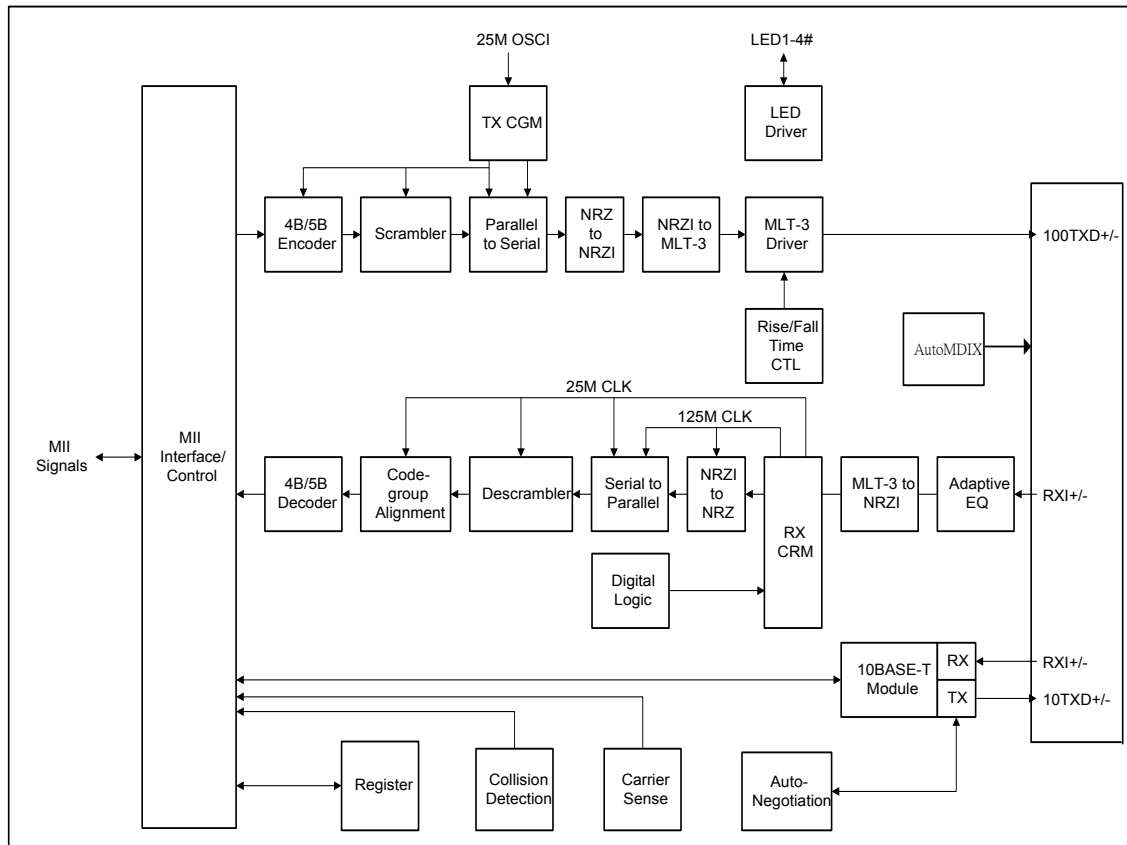 25M OSCI
LED1-4#
TX CGM
LED
Driver
4B/5B
Encoder
Scrambler
Parallel
to Serial
NRZ
to
NRZI
NRZI to
MLT-3
MLT-3
Driver
100TXD+/-
Rise/Fall
Time
CTL
AutoMDIX
25M CLK
125M CLK
MII
Signals
MII
Interface/
Control
4B/5B
Decoder
Code-
group
Alignment
Descrambler
Serial to
Parallel
NRZI
to
NRZ
RX
CRM
MLT-3 to
NRZI
Adaptive
EQ
RXI+/-
Digital
Logic
10BASE-T
Module
RX
TX
RXI+/-
10TXD+/-
Register
Collision
Detection
Carrier
Sense
Auto-
Negotiation